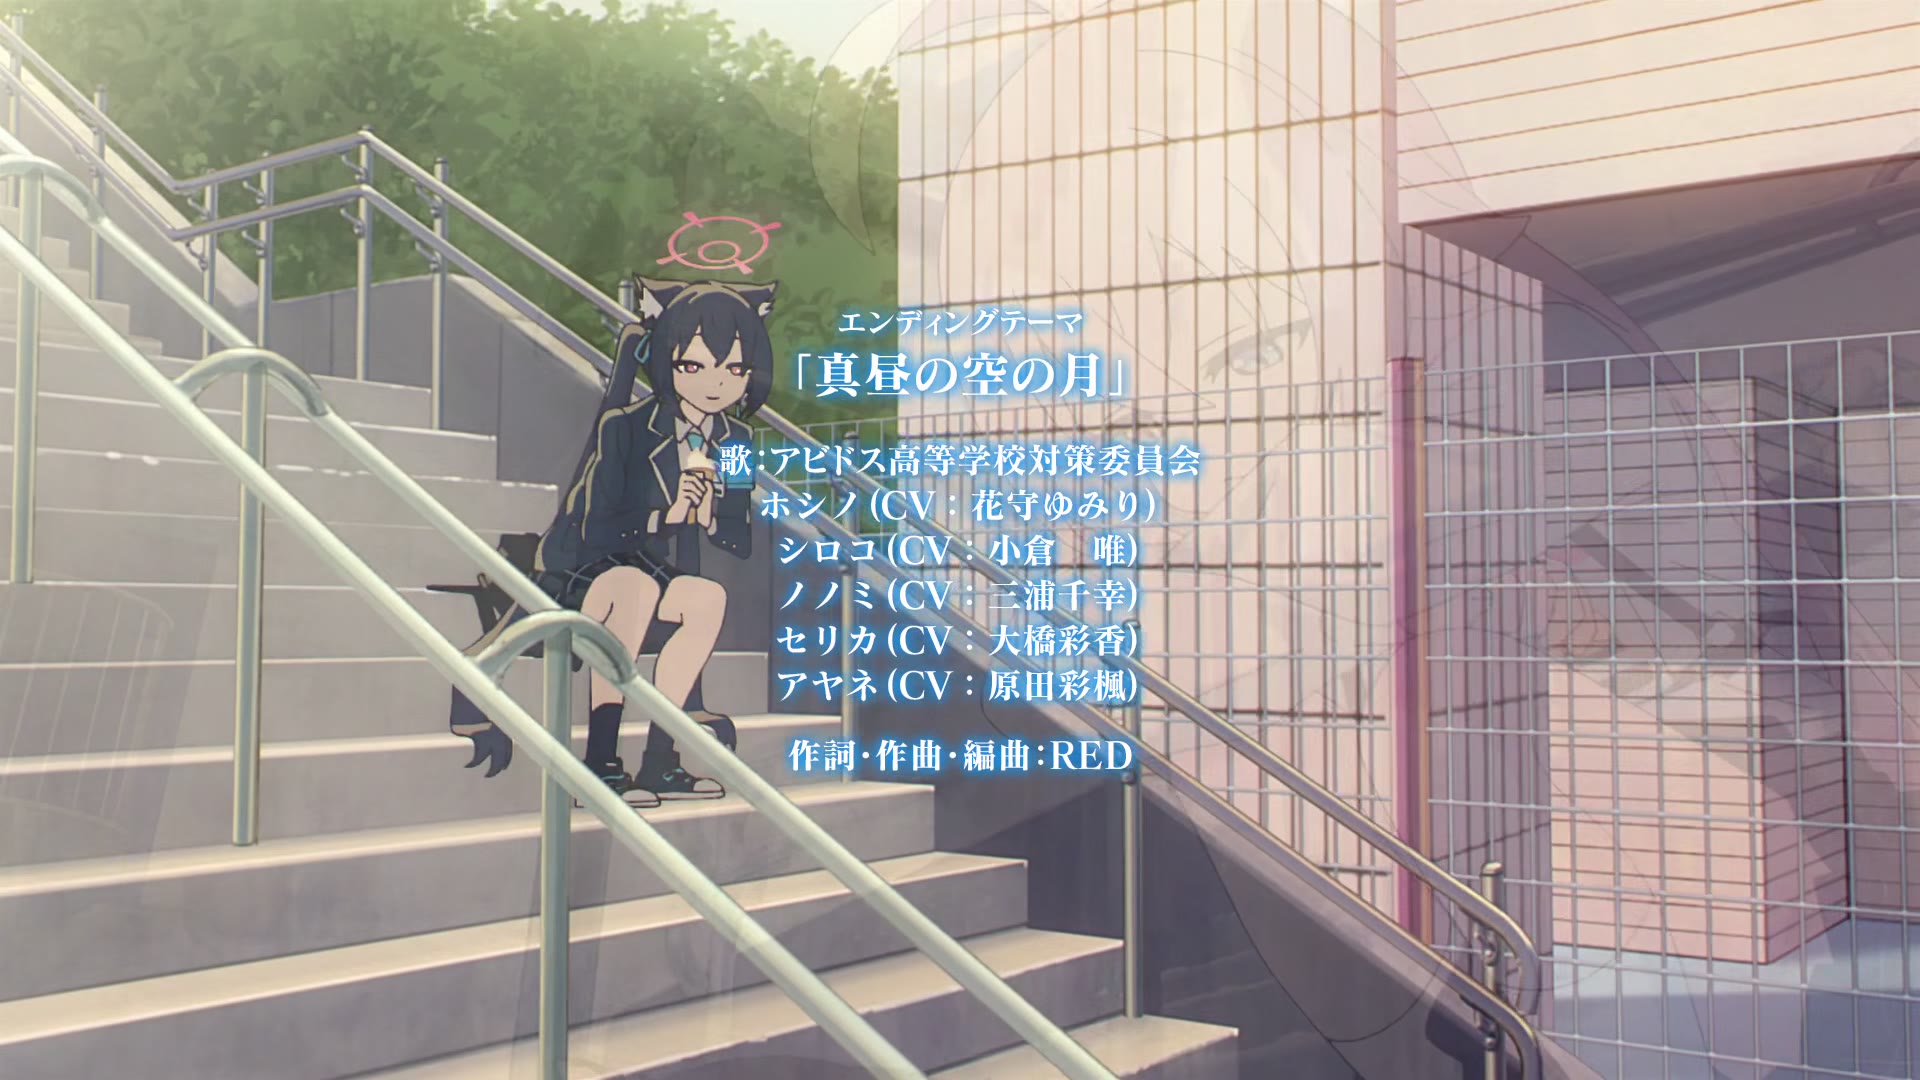 エンディングテーマ
「真昼の空の月」
歌:アビドス高等学校対策委員会
ホシノ(CV:花守ゆみり)
シロコ(CV:小倉　唯)
ノノミ(CV:三浦千幸)
セリカ(CV:大橋彩香)
アヤネ(CV:原田彩楓)
作詞・作曲・編曲:RED